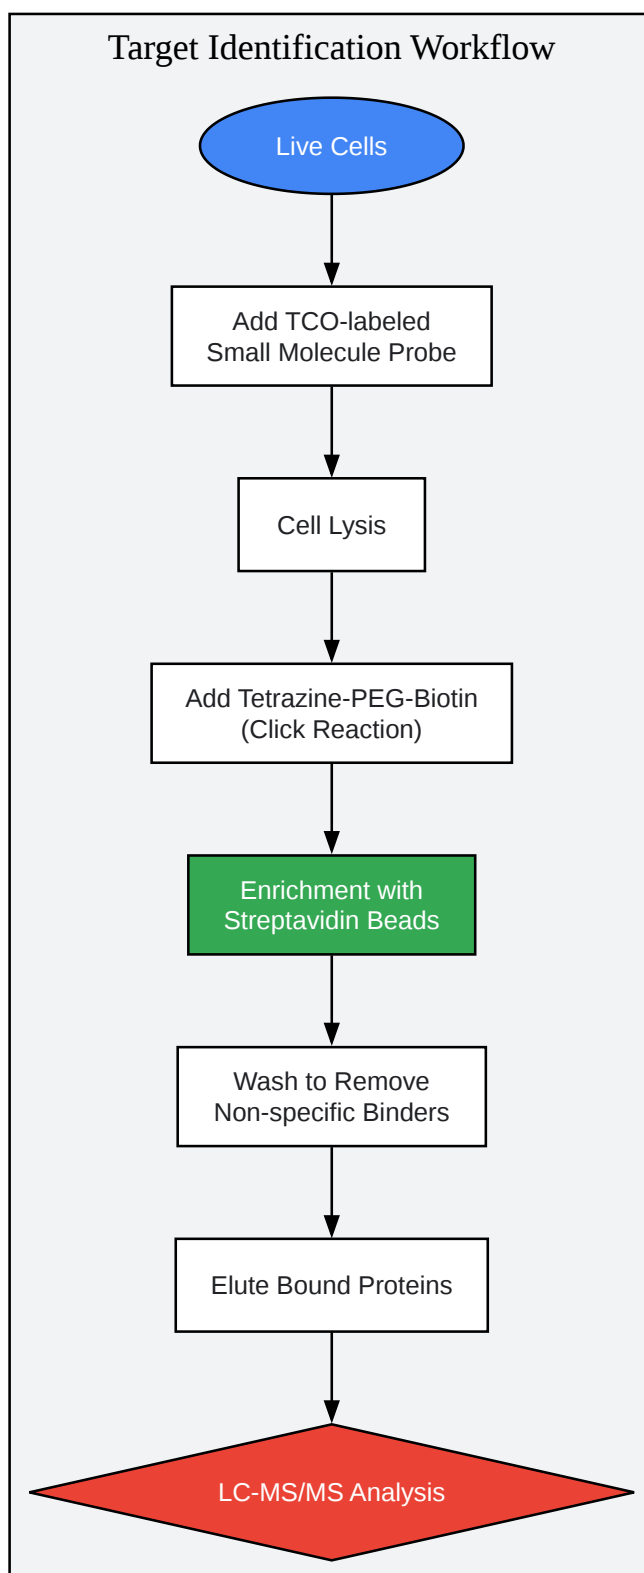 Target Identification Workflow
Live Cells
Add TCO-labeled
Small Molecule Probe
Cell Lysis
Add Tetrazine-PEG-Biotin
(Click Reaction)
Enrichment with
Streptavidin Beads
Wash to Remove
Non-specific Binders
Elute Bound Proteins
LC-MS/MS Analysis